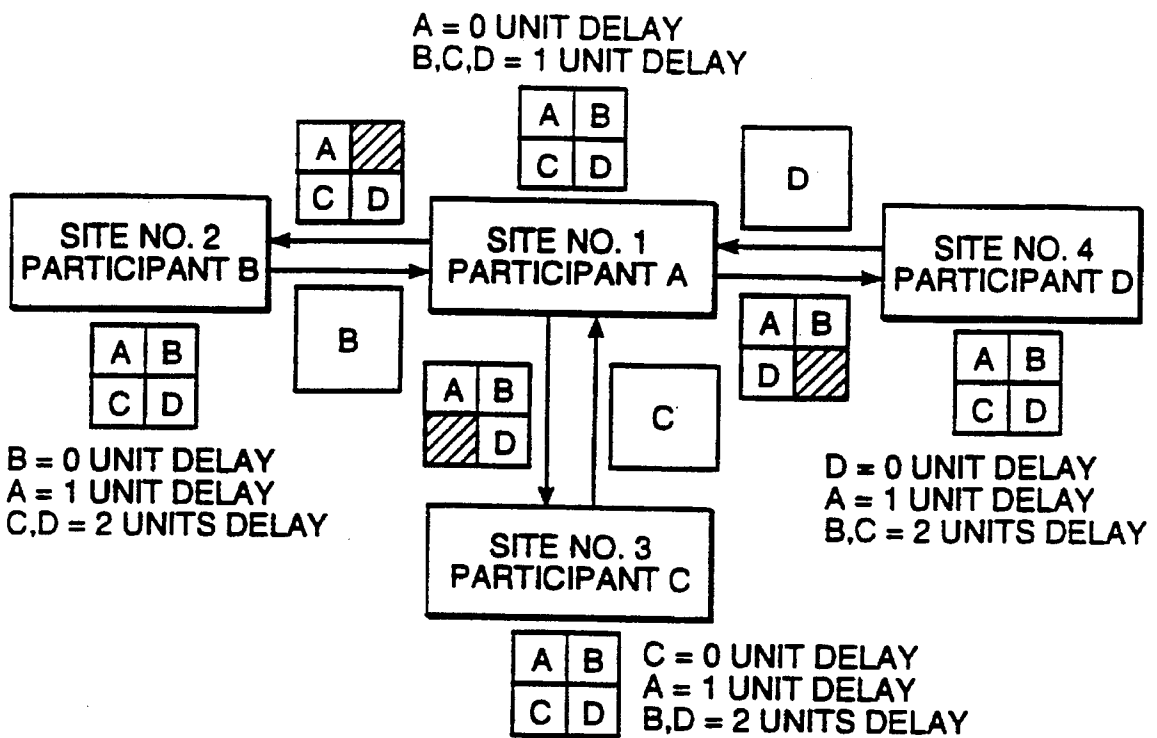 A = 0 UNIT DELAY
B,C,D = 1 UNIT DELAY
A B
C D
A
C D
D
SITE NO. 2
PARTICIPANT B
SITE NO. 1
PARTICIPANT A
SITE NO. 4
PARTICIPANT D
A B
C D
B
A B
D
C
A B
D
A B
C D
B = 0 UNIT DELAY
A = 1 UNIT DELAY
C,D = 2 UNITS DELAY
D = 0 UNIT DELAY
A = 1 UNIT DELAY
B,C = 2 UNITS DELAY
SITE NO. 3
PARTICIPANT C
A B
C D
C = 0 UNIT DELAY
A = 1 UNIT DELAY
B,D = 2 UNITS DELAY